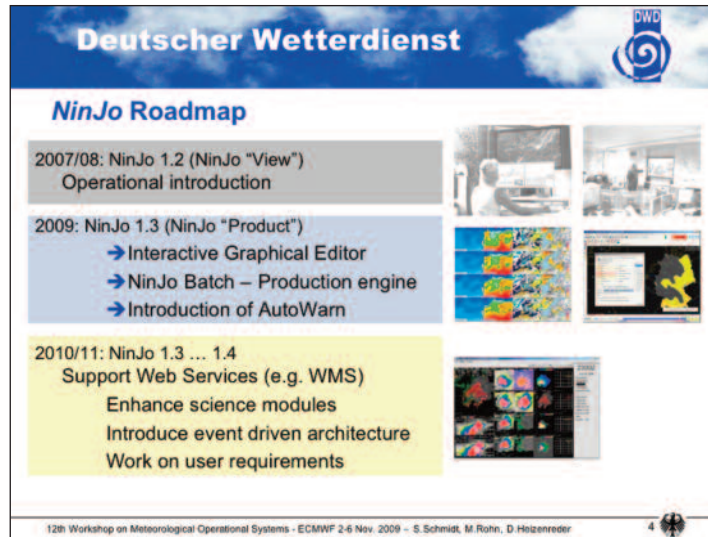 Deutscher Wetterdienst
DWD
NinJo Roadmap
2007/08: NinJo 1.2 (NinJo "View")
Operational introduction
2009: NinJo 1.3 (NinJo "Product")
➔Interactive Graphical Editor
➔NinJo Batch – Production engine
➔Introduction of AutoWarn
2010/11: NinJo 1.3 ... 1.4
Support Web Services (e.g. WMS)
Enhance science modules
Introduce event driven architecture
Work on user requirements
12th Workshop on Meteorological Operational Systems - ECMWF 2-6 Nov. 2009 – S.Schmidt, M.Rohn, D.Heizenreder
4